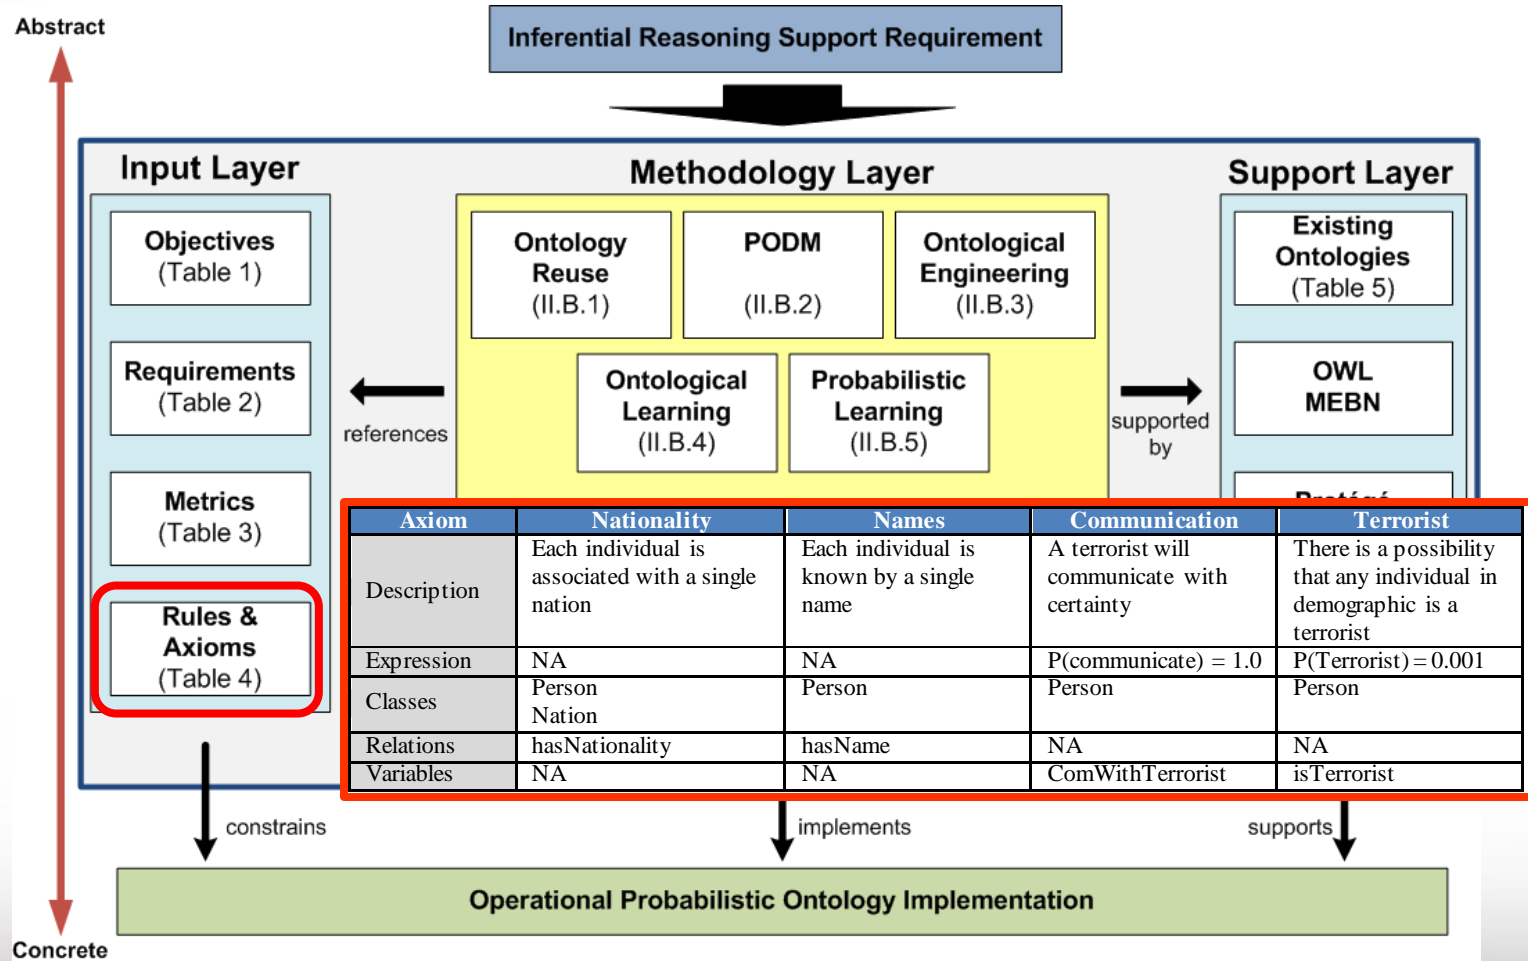 Abstract
Inferential Reasoning Support Requirement
Input Layer
Objectives
(Table 1)
Requirements
(Table 2)
Metrics
(Table 3)
Rules &
Axioms
(Table 4)
references
Methodology Layer
Ontology
Reuse
(II.B.1)
PODM
(II.B.2)
Ontological
Engineering
(II.B.3)
Ontological
Learning
(II.B.4)
Probabilistic
Learning
(II.B.5)
supported
by
Support Layer
Existing
Ontologies
(Table 5)
OWL
MEBN
Protégé
Axiom Nationality Names Communication Terrorist
Description
Each individual is
associated with a single
nation
Each individual is
known by a single
name
A terrorist will
communicate with
certainty
There is a possibility
that any individual in
demographic is a
terrorist
Expression NA NA P(communicate) = 1.0 P(Terrorist) = 0.001
Classes
Person
Nation
Person
Person
Person
Relations hasNationality hasName NA NA
Variables NA NA ComWithTerrorist isTerrorist
constrains
implements
supports
Operational Probabilistic Ontology Implementation
Concrete